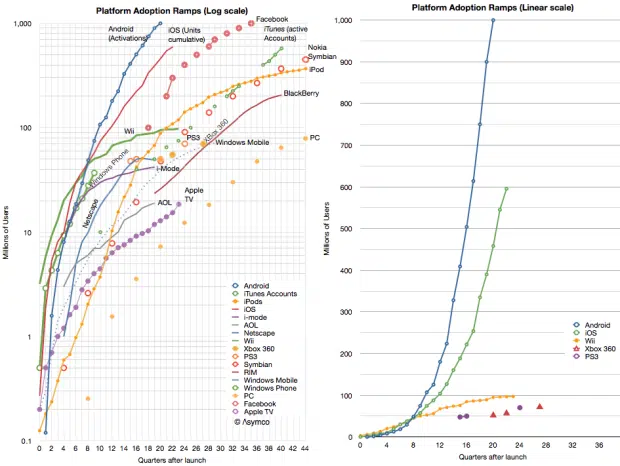 Platform Adoption Ramps (Log scale)
1,000
100
10
1
0.1
Millions of Users
Android
(Activations)
iOS (Units
cumulative)
Facebook
iTunes (active
Accounts)
Nokia
Symbian
iPod
BlackBerry
Wii
PS3
XBox 360
Windows Mobile
PC
Windows Phone
i-Mode
Netscape
AOL
Apple
TV
Android
iTunes Accounts
iPods
iOS
i-mode
AOL
Netscape
Wii
Xbox 360
PS3
Symbian
RIM
Windows Mobile
Windows Phone
PC
Facebook
Apple TV
© Asymco
0 2 4 6 8 10 12 14 16 18 20 22 24 26 28 30 32 34 36 38 40 42 44
Quarters after launch
Platform Adoption Ramps (Linear scale)
1,000
900
800
700
600
500
400
300
200
100
0
Millions of Users
Android
iOS
Wii
Xbox 360
PS3
0 4 8 12 16 20 24 28 32 36
Quarters after launch